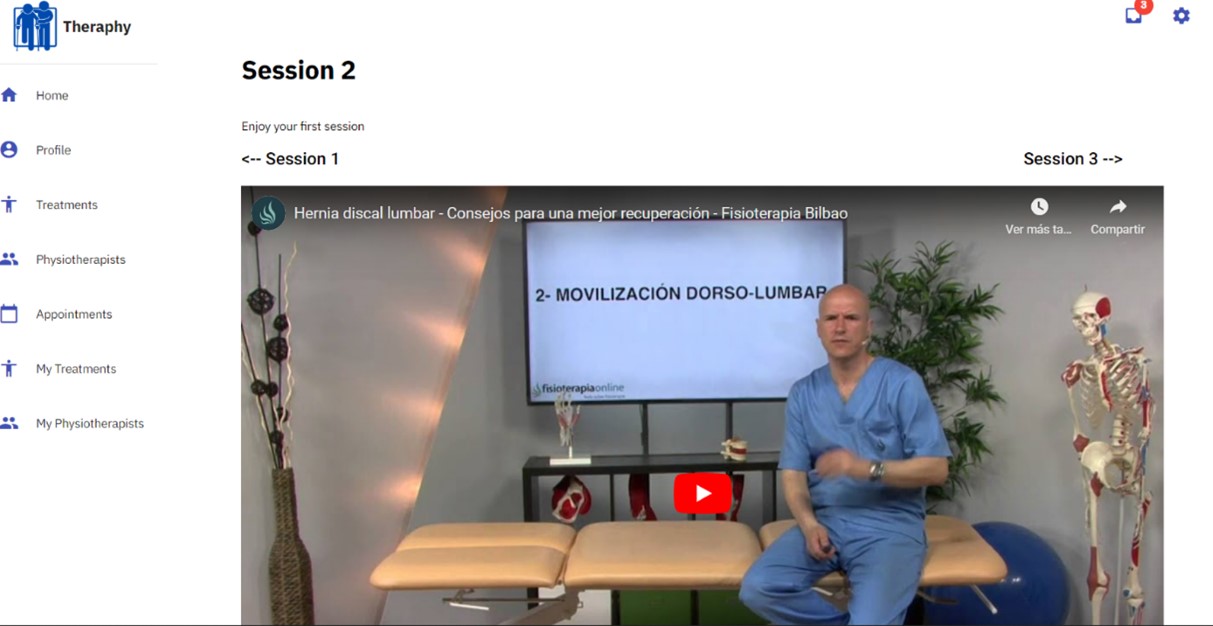 Theraphy
3
Home
Profile
Treatments
Physiotherapists
Appointments
My Treatments
My Physiotherapists
Session 2
Enjoy your first session
<-- Session 1
Session 3 -->
Hernia discal lumbar - Consejos para una mejor recuperación - Fisioterapia Bilbao
Ver más ta...
Compartir
2- MOVILIZACIÓN DORSO-LUMBAR
fisioterapiaonline